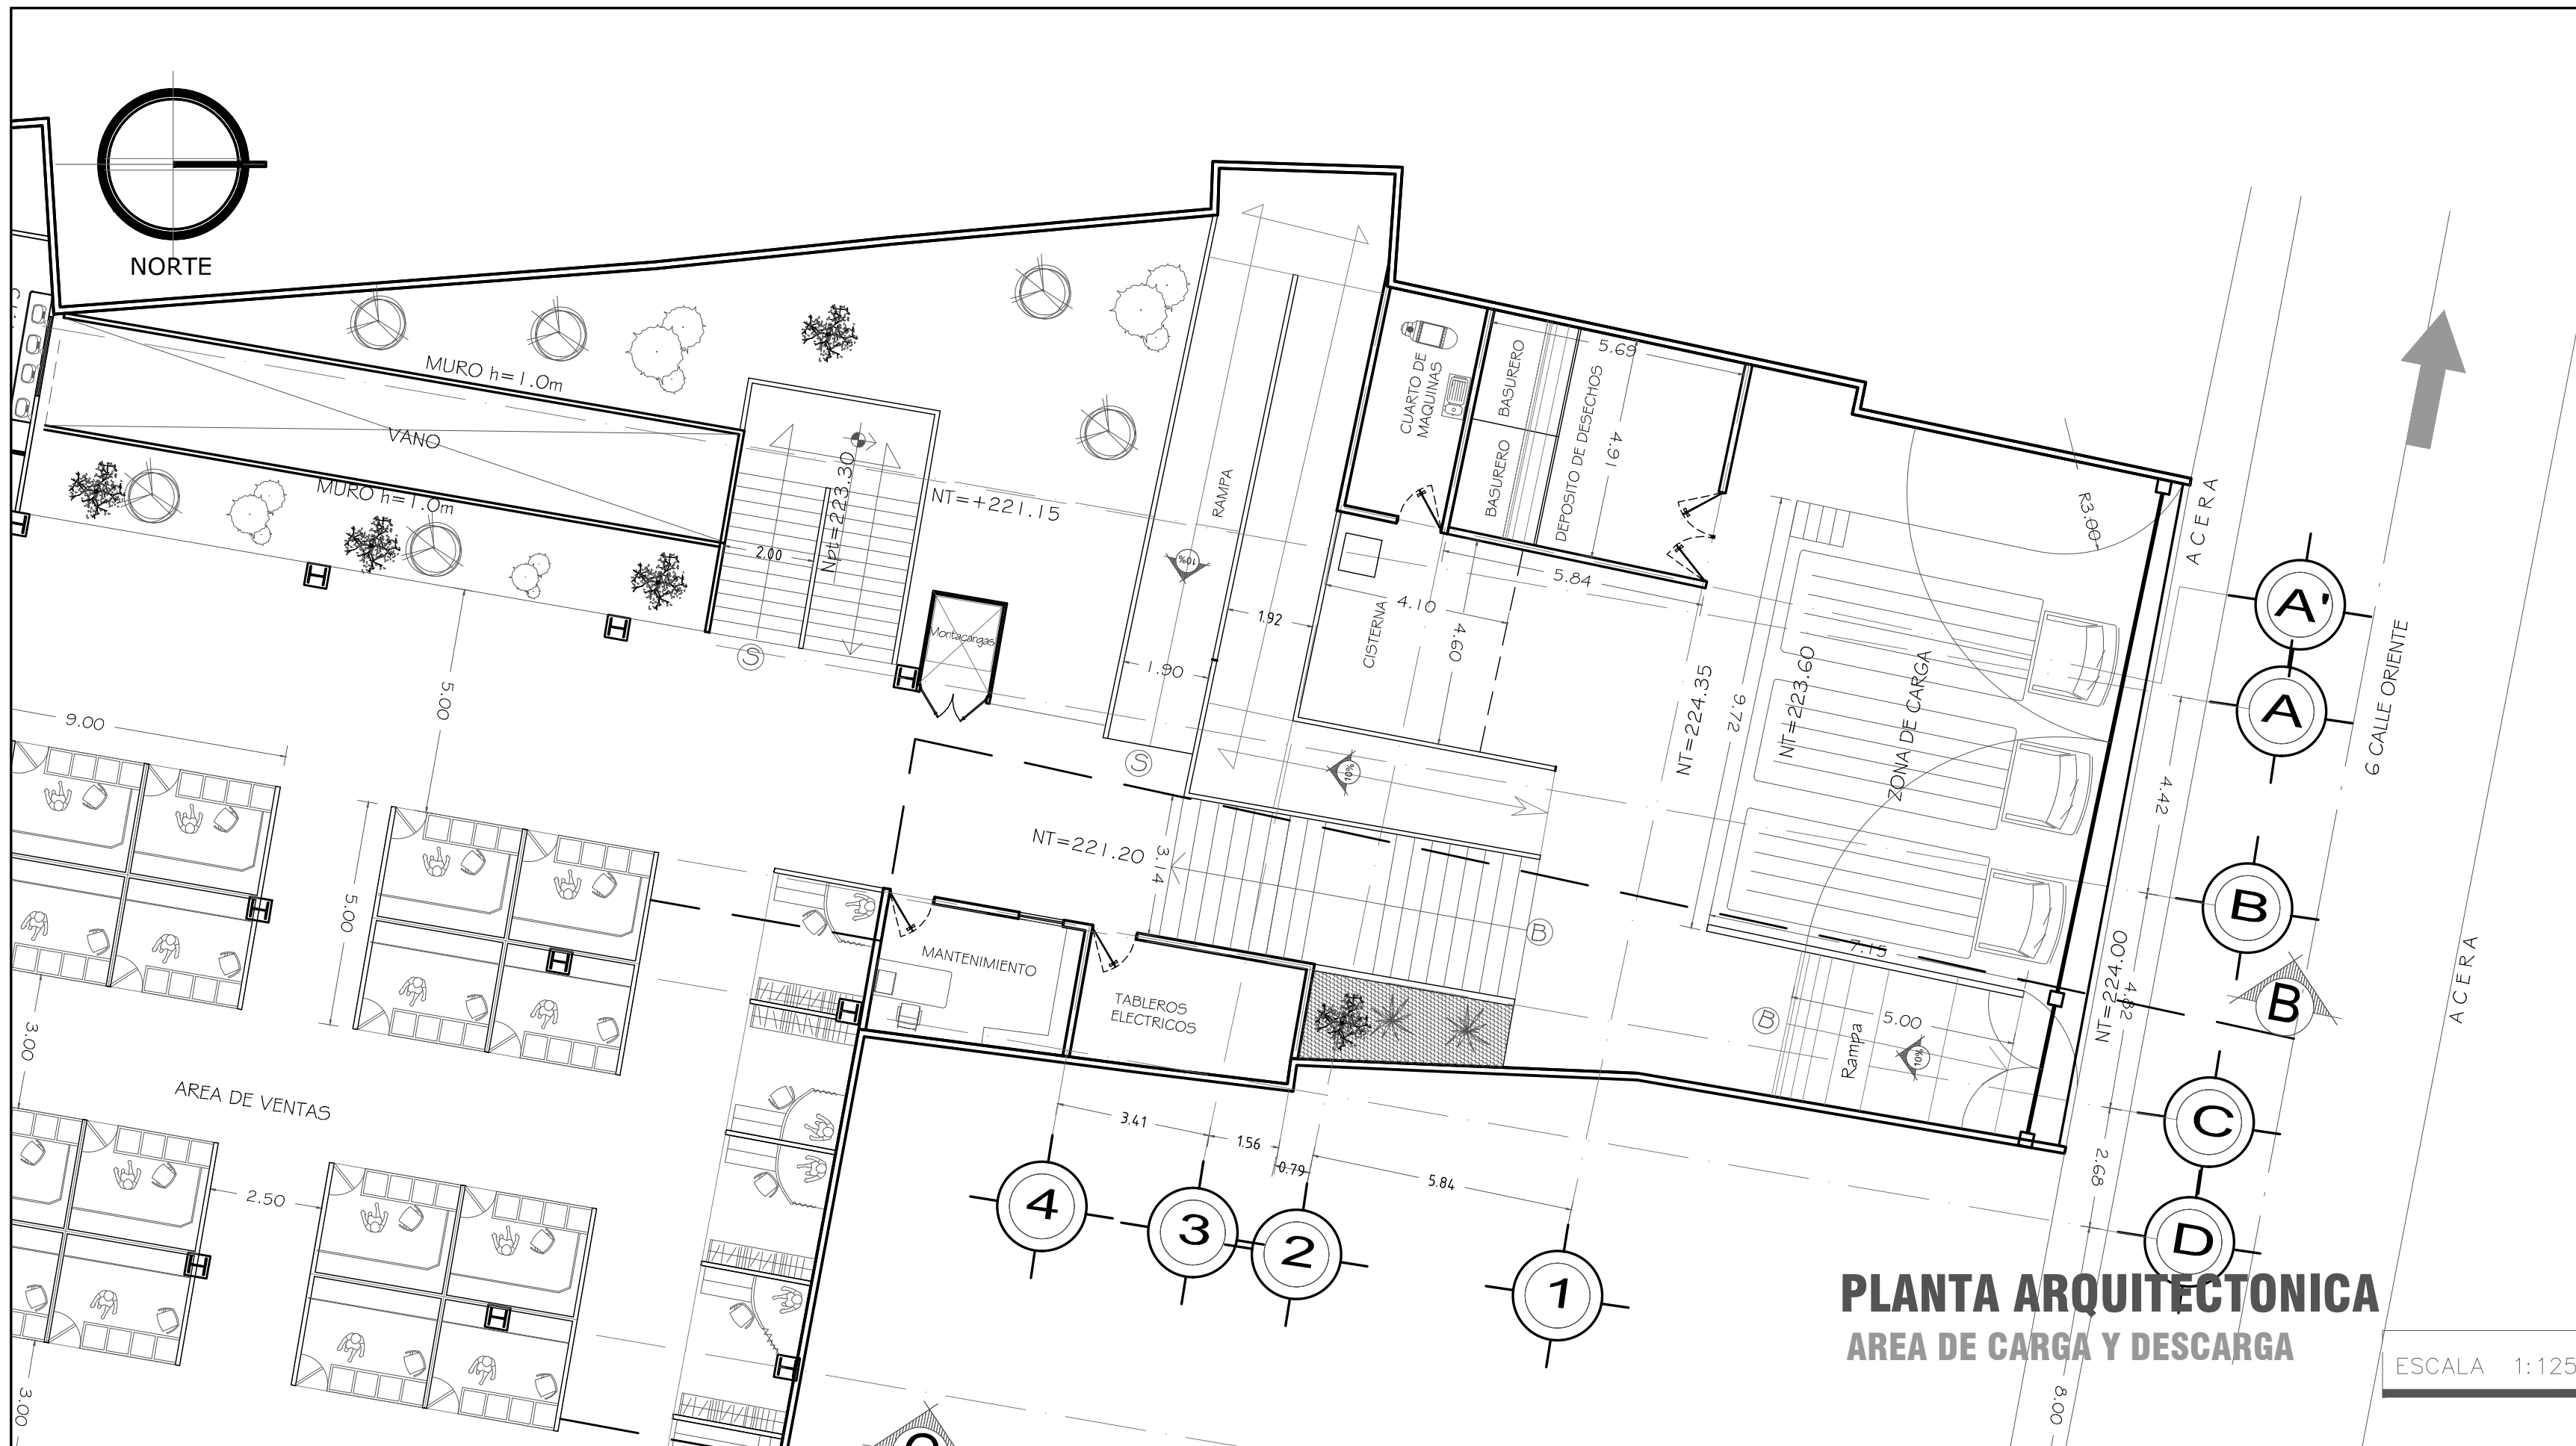 NORTE
MURO h=1.0m
VANO
MURO h=1.0m
2.00
Npt=223.30
NT=+221.15
Montacargas
S
RAMPA
10%
1.92
1.90
S
CUARTO DE
MAQUINAS
BASURERO
BASURERO
DEPOSITO DE DESECHOS
5.69
4.91
5.84
4.10
4.60
CISTERNA
10%
NT=224.35
9.72
NT=223.60
ZONA DE CARGA
R3.00
ACERA
A'
A
6 CALLE ORIENTE
4.42
B
B
ACERA
NT=224.00
4.82
C
2.68
D
8.00
7.15
B
5.00
Rampa
10%
NT=221.20
3.14
B
MANTENIMIENTO
TABLEROS
ELECTRICOS
5.00
9.00
5.00
3.00
AREA DE VENTAS
2.50
3.00
3.41
1.56
0.79
5.84
4
3
2
1
PLANTA ARQUITECTONICA
AREA DE CARGA Y DESCARGA
ESCALA 1:125